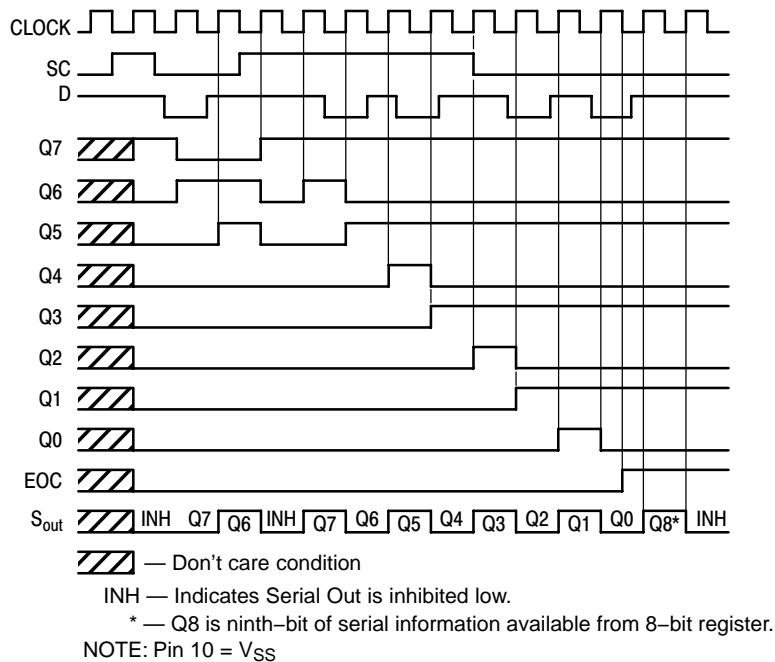 CLOCK
SC
D
Q7
Q6
Q5
Q4
Q3
Q2
Q1
Q0
EOC
Sout INH Q7 Q6 INH Q7 Q6 Q5 Q4 Q3 Q2 Q1 Q0 Q8* INH
— Don't care condition
INH — Indicates Serial Out is inhibited low.
* — Q8 is ninth−bit of serial information available from 8−bit register.
NOTE: Pin 10 = VSS